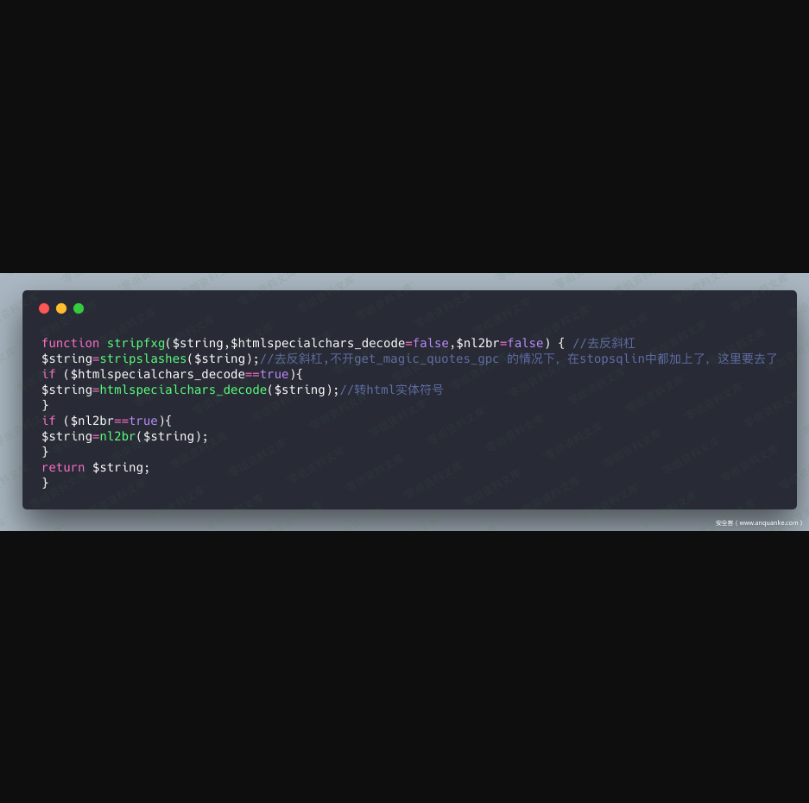 function stripfxg($string,$htmlspecialchars_decode=false,$nl2br=false) { //去反斜杠
$string=stripslashes($string);//去反斜杠,不开get_magic_quotes_gpc 的情况下, 在stopsqlin中都加上了, 这里要去了
if ($htmlspecialchars_decode==true){
$string=htmlspecialchars_decode($string);//转html实体符号
}
if ($nl2br==true){
$string=nl2br($string);
}
return $string;
}
安全客 ( www.anquanke.com )